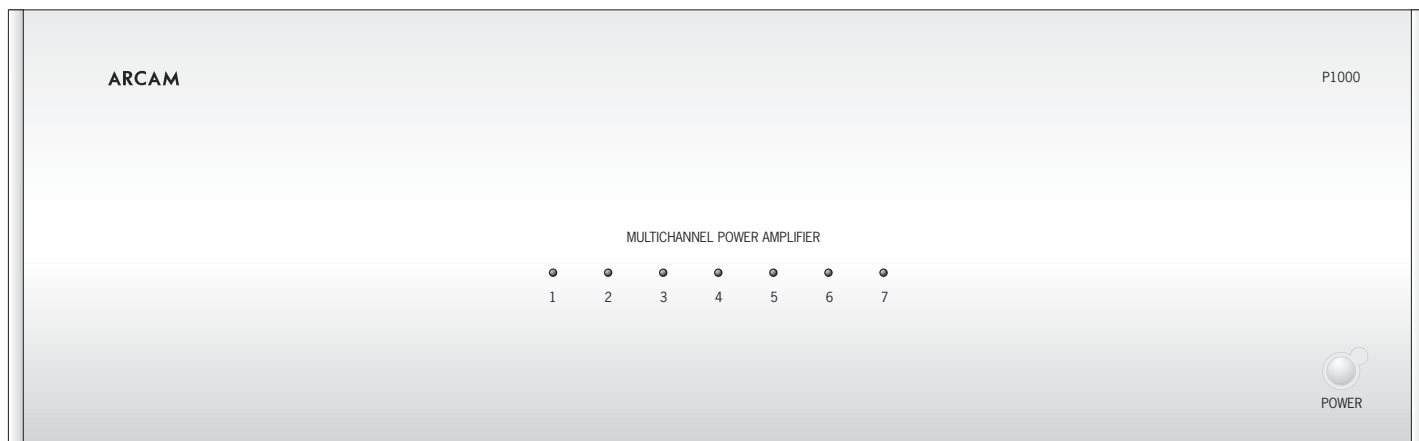 ARCAM
P1000
MULTICHANNEL POWER AMPLIFIER
1 2 3 4 5 6 7
POWER